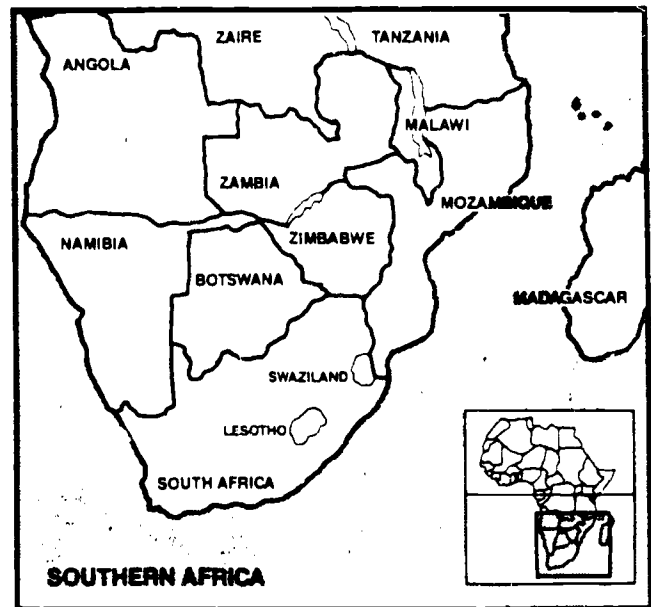 ZAIRE
TANZANIA
ANGOLA
MALAWI
ZAMBIA
MOZAMBIQUE
NAMIBIA
ZIMBABWE
BOTSWANA
MADAGASCAR
SWAZILAND
LESOTHO
SOUTH AFRICA
SOUTHERN AFRICA